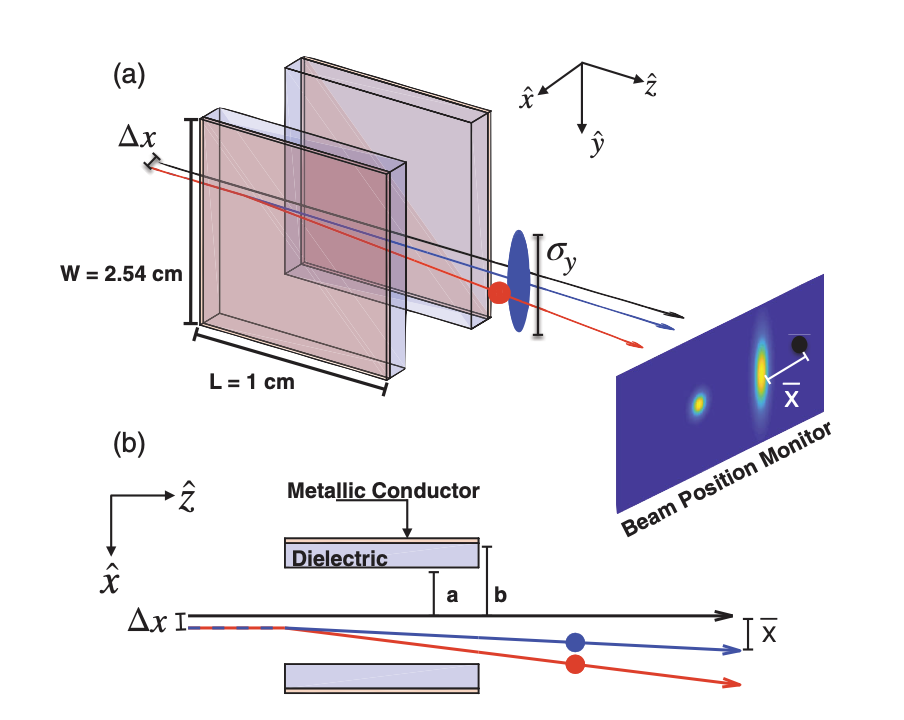 (a)
x̂
ẑ
ŷ
Δx
W = 2.54 cm
σy
L = 1 cm
X̄
Beam Position Monitor
(b)
ẑ
x̂
Metallic Conductor
Dielectric
a
b
Δx
X̄